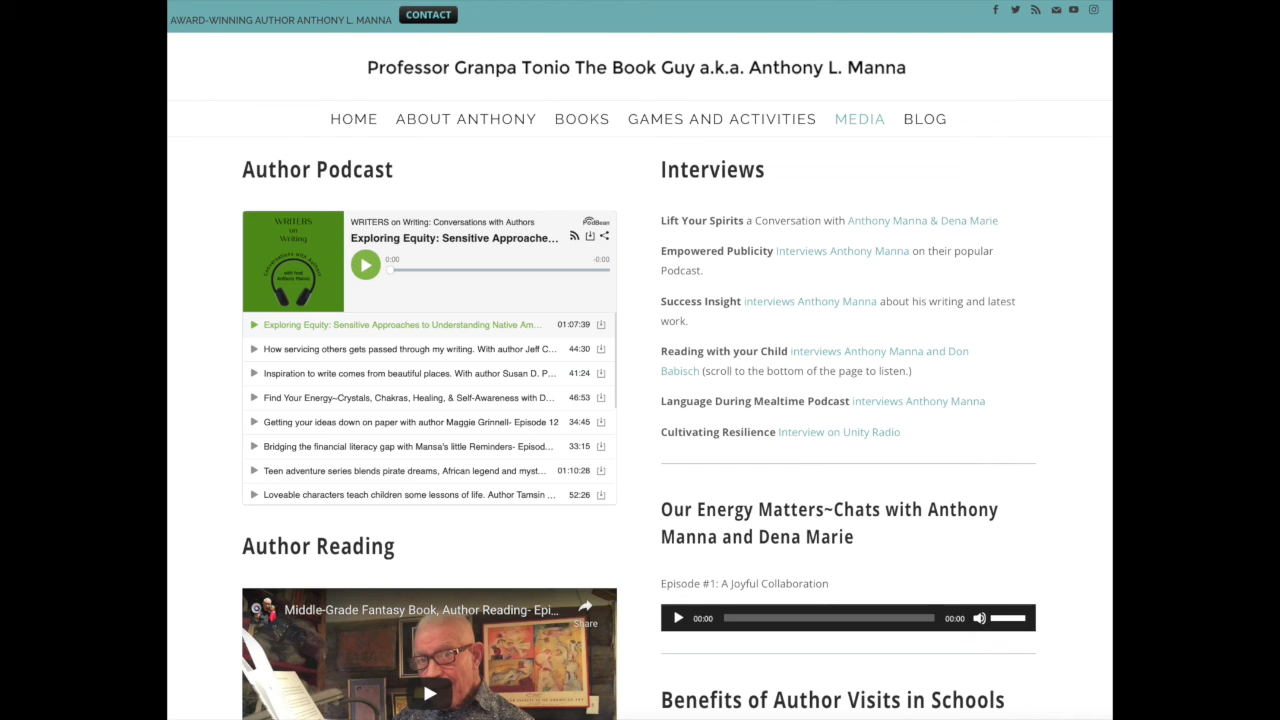 AWARD-WINNING AUTHOR ANTHONY L. MANNA
CONTACT
Professor Granpa Tonio The Book Guy a.k.a. Anthony L. Manna
HOME
ABOUT ANTHONY
BOOKS
GAMES AND ACTIVITIES
MEDIA
BLOG
Author Podcast
WRITERS
on
Writing
Conversations with Authors
with host
Anthony Manna
WRITERS on Writing: Conversations with Authors
PodBean
Exploring Equity: Sensitive Approache...
0:00
-0:00
Exploring Equity: Sensitive Approaches to Understanding Native Am... 01:07:39
How servicing others gets passed through my writing. With author Jeff C... 44:30
Inspiration to write comes from beautiful places. With author Susan D. P... 41:24
Find Your Energy~Crystals, Chakras, Healing, & Self-Awareness with D... 46:53
Getting your ideas down on paper with author Maggie Grinnell- Episode 12 34:45
Bridging the financial literacy gap with Mansa's little Reminders- Episod... 33:15
Teen adventure series blends pirate dreams, African legend and myst... 01:10:28
Loveable characters teach children some lessons of life. Author Tamsin ... 52:26
Author Reading
Middle-Grade Fantasy Book, Author Reading- Epi...
Share
Interviews
Lift Your Spirits a Conversation with Anthony Manna & Dena Marie
Empowered Publicity Interviews Anthony Manna on their popular
Podcast.
Success Insight interviews Anthony Manna about his writing and latest
work.
Reading with your Child interviews Anthony Manna and Don
Babisch (scroll to the bottom of the page to listen.)
Language During Mealtime Podcast interviews Anthony Manna
Cultivating Resilience Interview on Unity Radio
Our Energy Matters~Chats with Anthony
Manna and Dena Marie
Episode #1: A Joyful Collaboration
00:00
00:00
Benefits of Author Visits in Schools